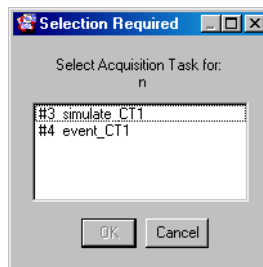 Selection Required
Select Acquisition Task for:
n
#3 simulate_CT1
#4 event_CT1
OK
Cancel